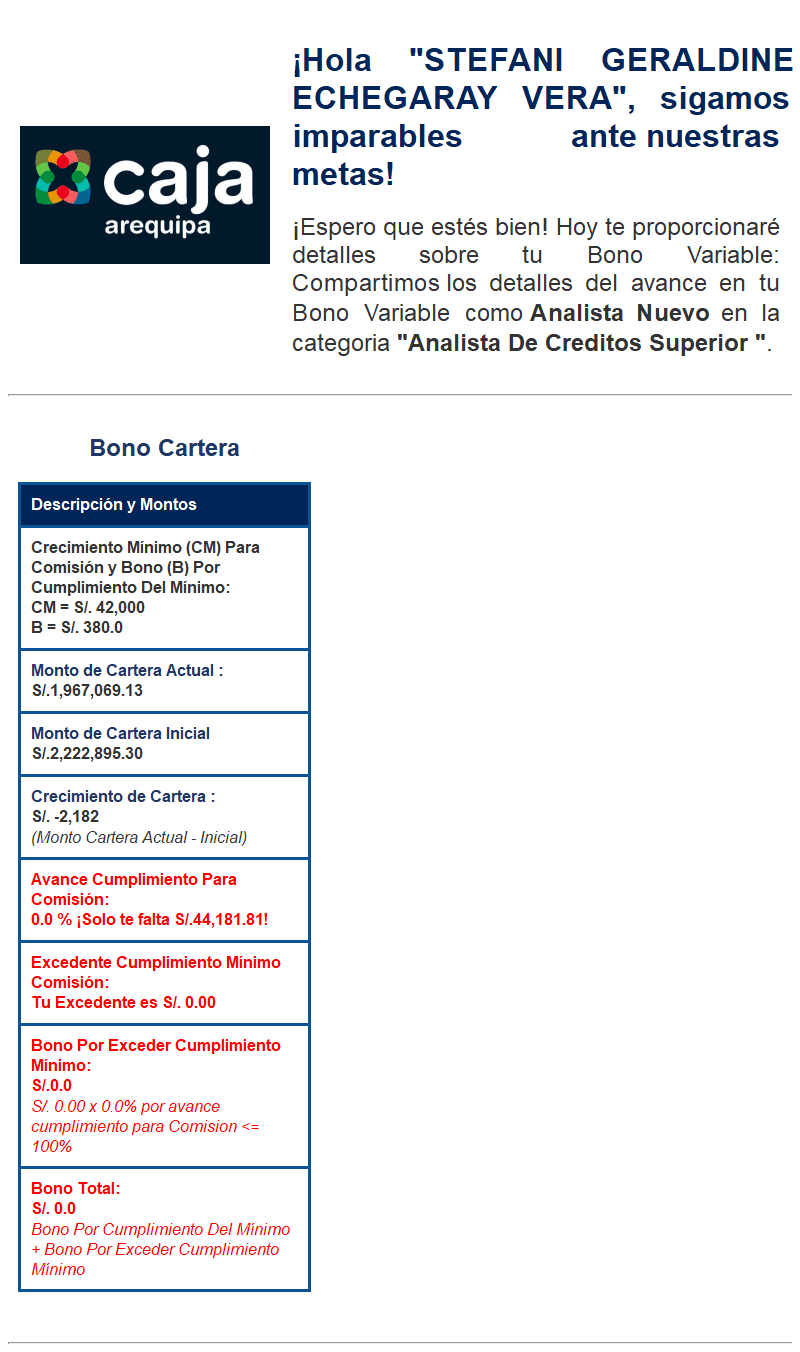 caja
arequipa
¡Hola "STEFANI GERALDINE
ECHEGARAY VERA", sigamos
imparables ante nuestras
metas!
¡Espero que estés bien! Hoy te proporcionaré
detalles sobre tu Bono Variable:
Compartimos los detalles del avance en tu
Bono Variable como Analista Nuevo en la
categoria "Analista De Creditos Superior ".
Bono Cartera
Descripción y Montos
Crecimiento Mínimo (CM) Para
Comisión y Bono (B) Por
Cumplimiento Del Mínimo:
CM = S/. 42,000
B = S/. 380.0
Monto de Cartera Actual :
S/.1,967,069.13
Monto de Cartera Inicial
S/.2,222,895.30
Crecimiento de Cartera :
S/. -2,182
(Monto Cartera Actual - Inicial)
Avance Cumplimiento Para
Comisión:
0.0 % ¡Solo te falta S/.44,181.81!
Excedente Cumplimiento Mínimo
Comisión:
Tu Excedente es S/. 0.00
Bono Por Exceder Cumplimiento
Mínimo:
S/.0.0
S/. 0.00 x 0.0% por avance
cumplimiento para Comision <=
100%
Bono Total:
S/. 0.0
Bono Por Cumplimiento Del Mínimo
+ Bono Por Exceder Cumplimiento
Mínimo